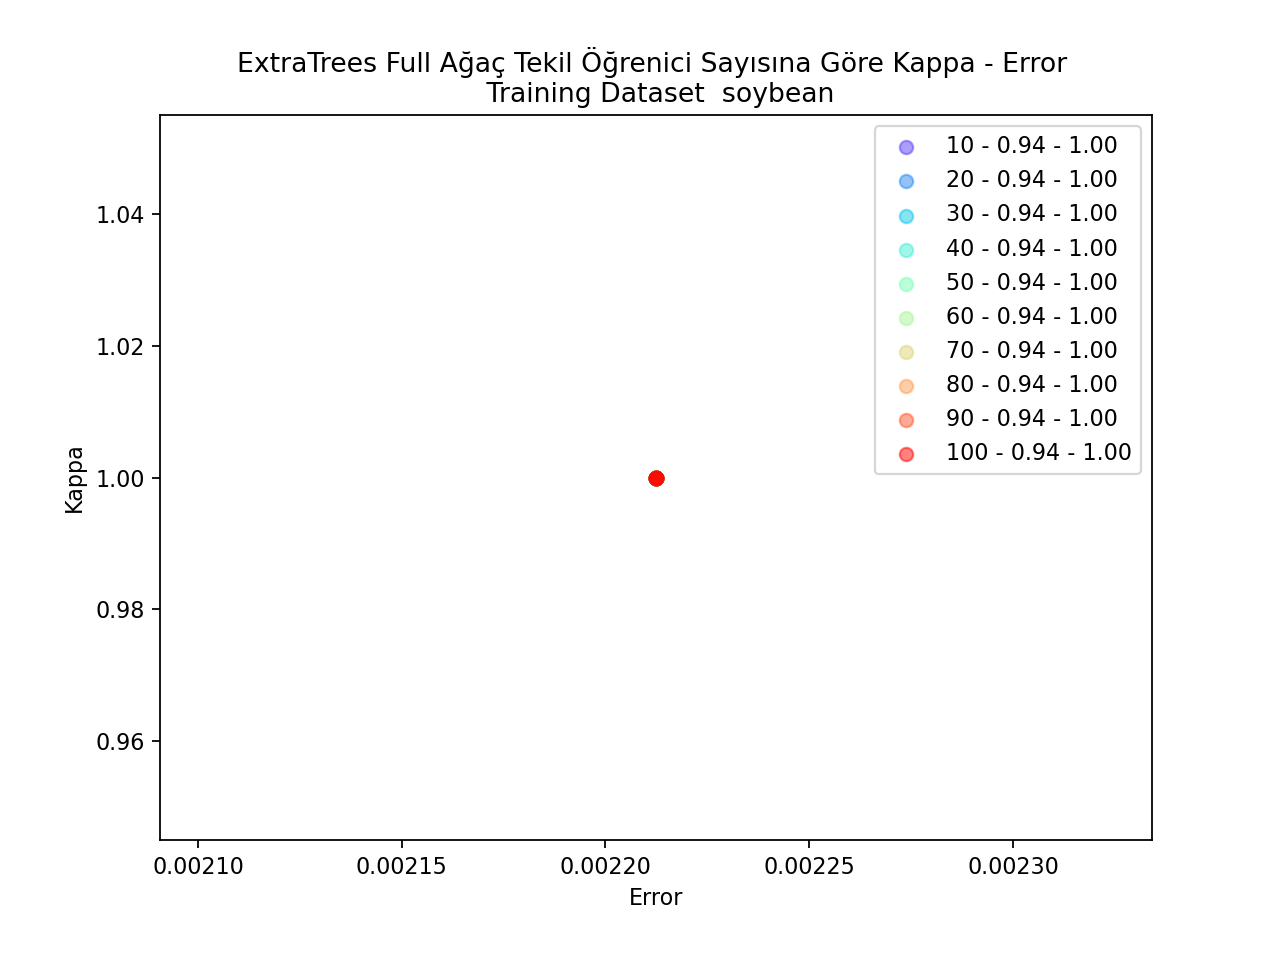 ExtraTrees Full Ağaç Tekil Öğrenici Sayısına Göre Kappa - Error
Training Dataset  soybean
10 - 0.94 - 1.00
20 - 0.94 - 1.00
30 - 0.94 - 1.00
40 - 0.94 - 1.00
50 - 0.94 - 1.00
60 - 0.94 - 1.00
70 - 0.94 - 1.00
80 - 0.94 - 1.00
90 - 0.94 - 1.00
100 - 0.94 - 1.00
1.04
1.02
1.00
0.98
0.96
Kappa
0.00210
0.00215
0.00220
0.00225
0.00230
Error